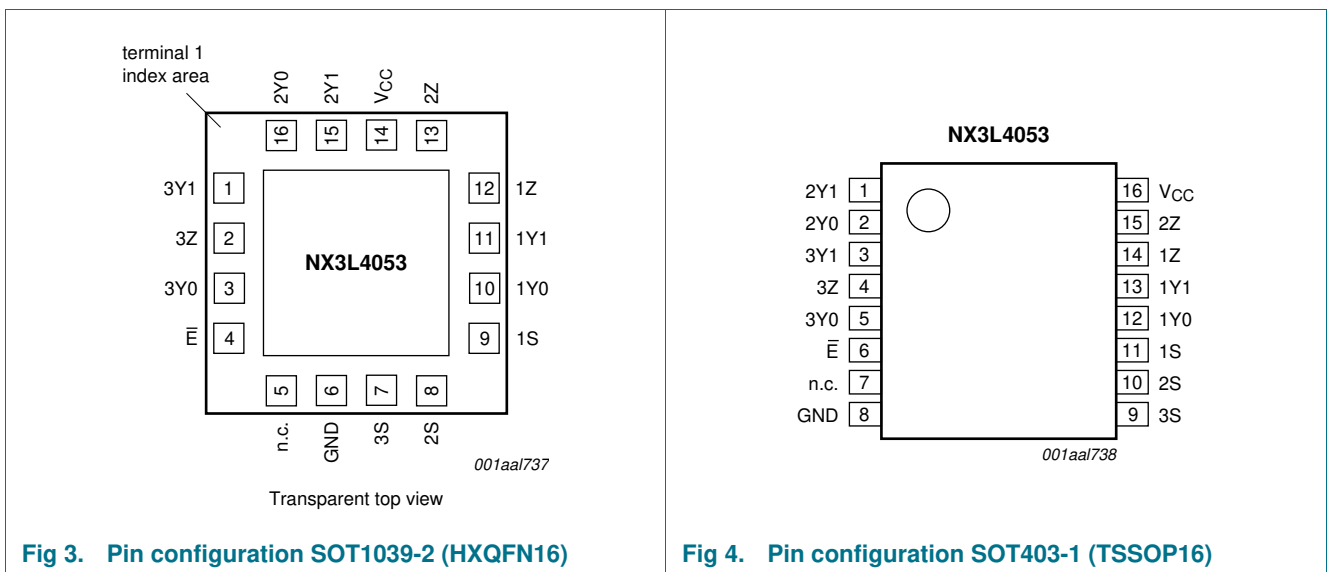 terminal 1
index area
2Y0
2Y1
VCC
2Z
16
15
14
13
3Y1 1
3Z 2
3Y0 3
E̅ 4
NX3L4053
12 1Z
11 1Y1
10 1Y0
9 1S
5
6
7
8
n.c.
GND
3S
2S
001aal737
Transparent top view
Fig 3. Pin configuration SOT1039-2 (HXQFN16)
NX3L4053
2Y1 1
2Y0 2
3Y1 3
3Z 4
3Y0 5
E̅ 6
n.c. 7
GND 8
16 VCC
15 2Z
14 1Z
13 1Y1
12 1Y0
11 1S
10 2S
9 3S
001aal738
Fig 4. Pin configuration SOT403-1 (TSSOP16)